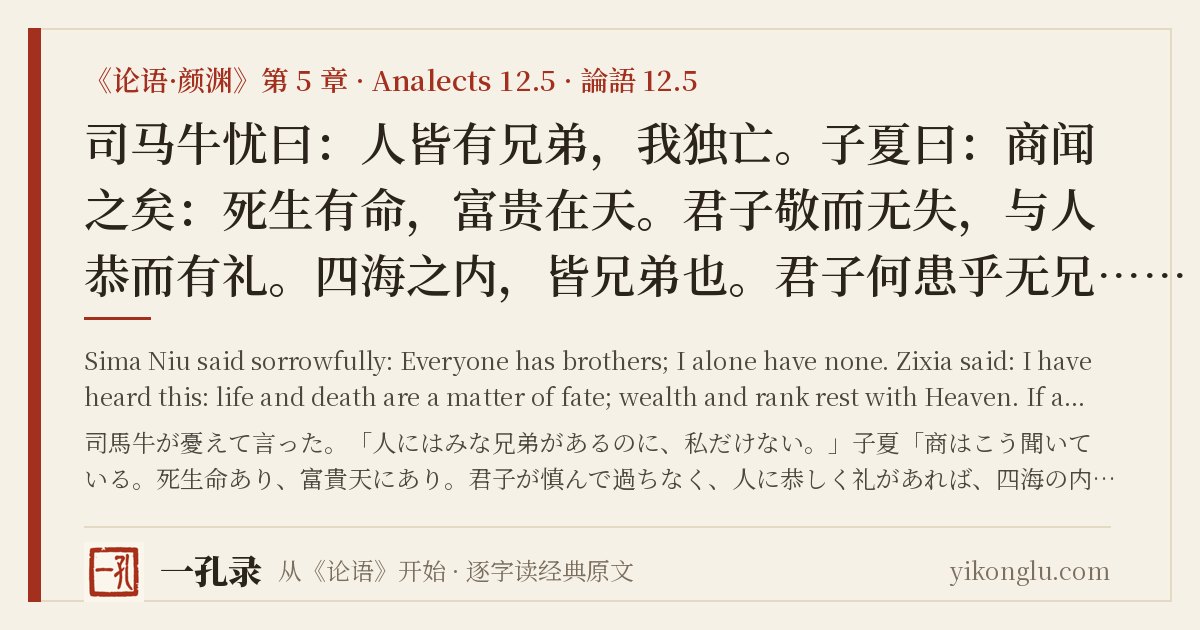 《论语·颜渊》第 5 章 · Analects 12.5 · 論語 12.5
司马牛忧曰：人皆有兄弟，我独亡。子夏曰：商闻
之矣：死生有命，富贵在天。君子敬而无失，与人
恭而有礼。四海之内，皆兄弟也。君子何患乎无兄……
Sima Niu said sorrowfully: Everyone has brothers; I alone have none. Zixia said: I have
heard this: life and death are a matter of fate; wealth and rank rest with Heaven. If a...
司馬牛が憂えて言った。「人にはみな兄弟があるのに、私だけない。」子夏「商はこう聞いて
いる。死生命あり、富貴天にあり。君子が慎んで過ちなく、人に恭しく礼があれば、四海の内…
一孔
一孔录
从《论语》开始 · 逐字读经典原文
yikonglu.com